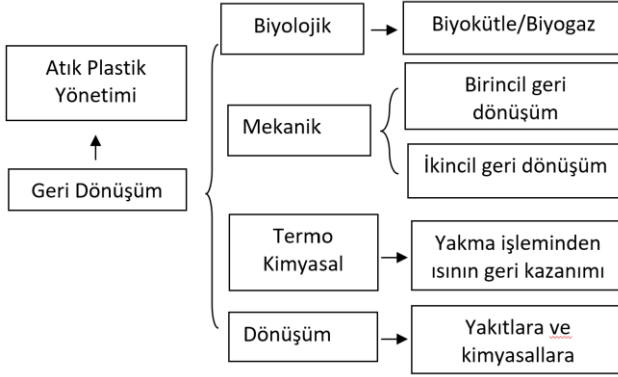 Atık Plastik
Yönetimi
Geri Dönüşüm
Biyolojik
Biyokütle/Biyogaz
Mekanik
Birincil geri
dönüşüm
İkincil geri dönüşüm
Termo
Kimyasal
Yakma işleminden
ısının geri kazanımı
Dönüşüm
Yakıtlara ve
kimyasallara